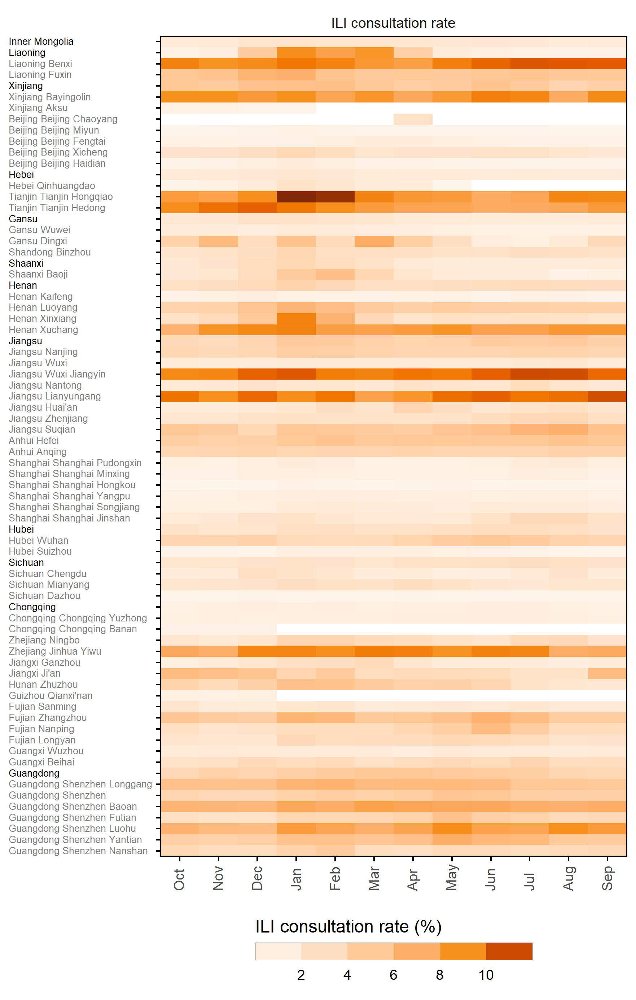 ILI consultation rate
Inner Mongolia
Liaoning
Liaoning Benxi
Liaoning Fuxin
Xinjiang
Xinjiang Bayingolin
Xinjiang Aksu
Beijing Beijing Chaoyang
Beijing Beijing Miyun
Beijing Beijing Fengtai
Beijing Beijing Xicheng
Beijing Beijing Haidian
Hebei
Hebei Qinhuangdao
Tianjin Tianjin Hongqiao
Tianjin Tianjin Hedong
Gansu
Gansu Wuwei
Gansu Dingxi
Shandong Binzhou
Shaanxi
Shaanxi Baoji
Henan
Henan Kaifeng
Henan Luoyang
Henan Xinxiang
Henan Xuchang
Jiangsu
Jiangsu Nanjing
Jiangsu Wuxi
Jiangsu Wuxi Jiangyin
Jiangsu Nantong
Jiangsu Lianyungang
Jiangsu Huai'an
Jiangsu Zhenjiang
Jiangsu Suqian
Anhui Hefei
Anhui Anqing
Shanghai Shanghai Pudongxin
Shanghai Shanghai Minxing
Shanghai Shanghai Hongkou
Shanghai Shanghai Yangpu
Shanghai Shanghai Songjiang
Shanghai Shanghai Jinshan
Hubei
Hubei Wuhan
Hubei Suizhou
Sichuan
Sichuan Chengdu
Sichuan Mianyang
Sichuan Dazhou
Chongqing
Chongqing Chongqing Yuzhong
Chongqing Chongqing Banan
Zhejiang Ningbo
Zhejiang Jinhua Yiwu
Jiangxi Ganzhou
Jiangxi Ji'an
Hunan Zhuzhou
Guizhou Qianxi'nan
Fujian Sanming
Fujian Zhangzhou
Fujian Nanping
Fujian Longyan
Guangxi Wuzhou
Guangxi Beihai
Guangdong
Guangdong Shenzhen Longgang
Guangdong Shenzhen
Guangdong Shenzhen Baoan
Guangdong Shenzhen Futian
Guangdong Shenzhen Luohu
Guangdong Shenzhen Yantian
Guangdong Shenzhen Nanshan
Oct Nov Dec Jan Feb Mar Apr May Jun Jul Aug Sep
ILI consultation rate (%)
2 4 6 8 10